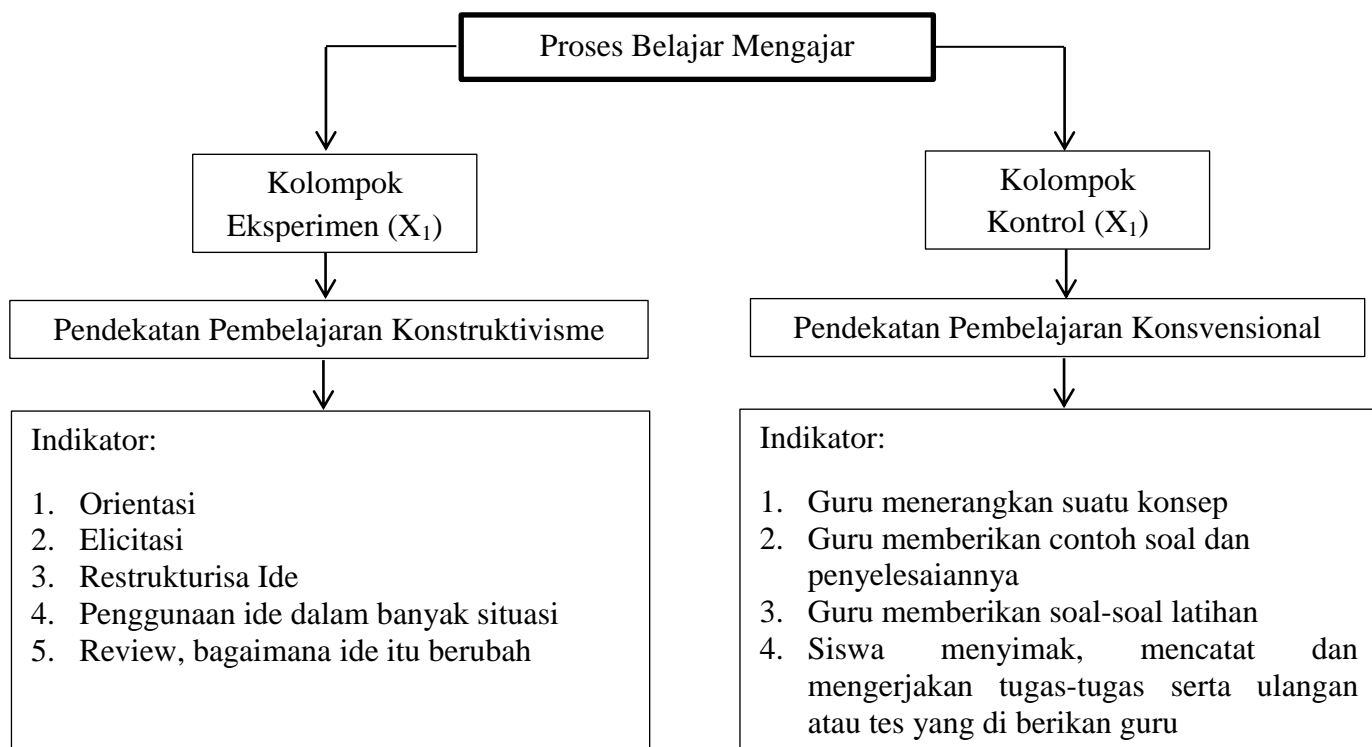 Proses Belajar Mengajar
Kolompok
Eksperimen (X₁)
Kolompok
Kontrol (X₁)
Pendekatan Pembelajaran Konstruktivisme
Pendekatan Pembelajaran Konsvensional
Indikator:
1. Orientasi
2. Elicitasi
3. Restrukturisa Ide
4. Penggunaan ide dalam banyak situasi
5. Review, bagaimana ide itu berubah
Indikator:
1. Guru menerangkan suatu konsep
2. Guru memberikan contoh soal dan
penyelesaiannya
3. Guru memberikan soal-soal latihan
4. Siswa menyimak, mencatat dan
mengerjakan tugas-tugas serta ulangan
atau tes yang di berikan guru